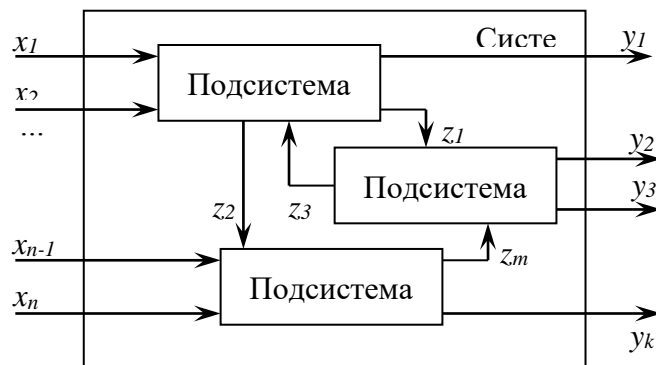 x1
Систе
y1
Подсистема
x2
...
z1
y2
Подсистема
y3
z2
z3
xn-1
zm
Подсистема
xn
yk